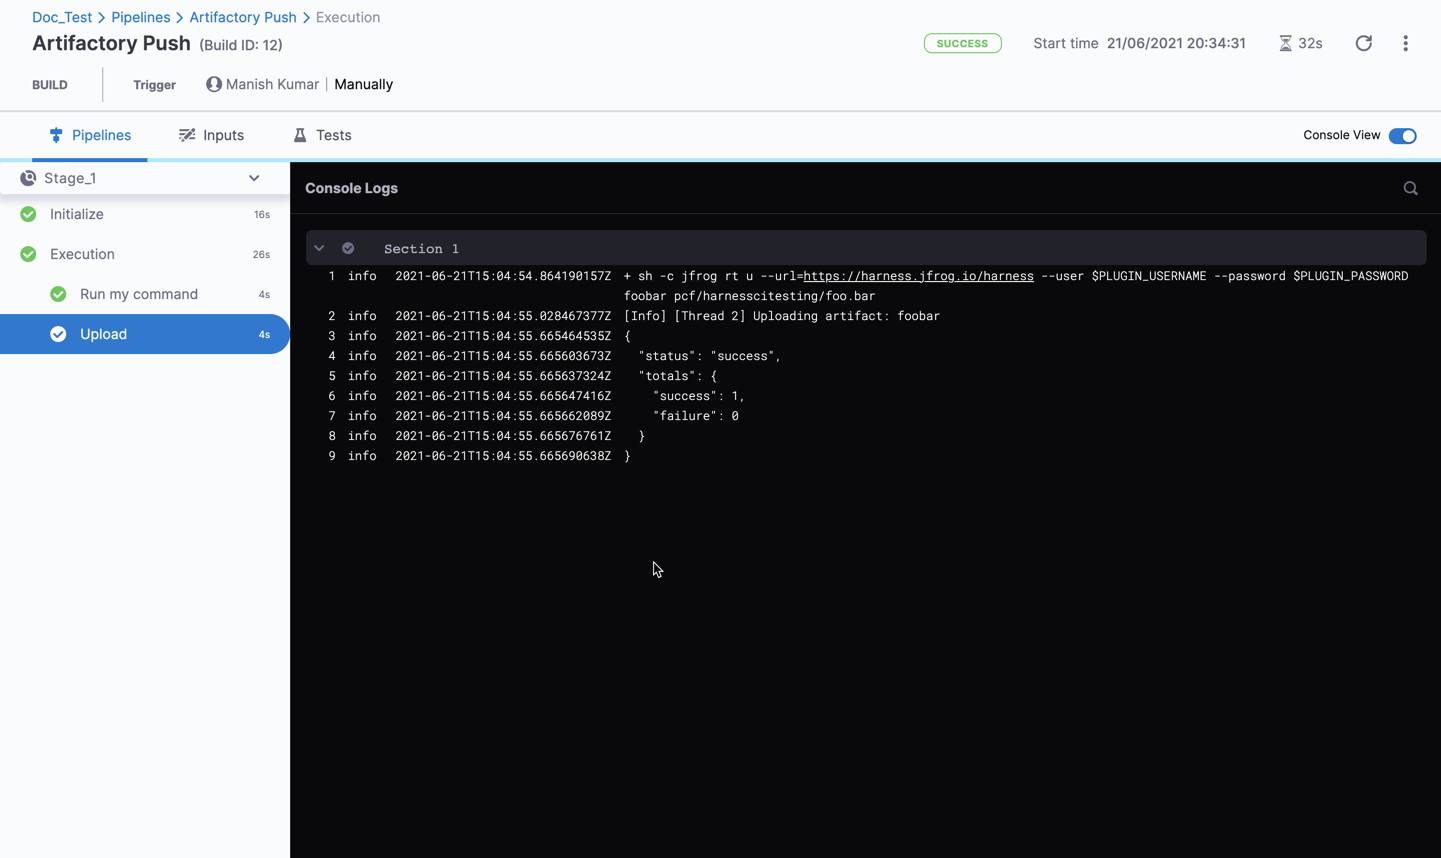 Doc_Test > Pipelines > Artifactory Push > Execution
Artifactory Push (Build ID: 12)
SUCCESS
Start time 21/06/2021 20:34:31
32s
BUILD
Trigger
Manish Kumar | Manually
Pipelines
Inputs
Tests
Console View
Stage_1
Initialize 16s
Execution 26s
Run my command 4s
Upload 4s
Console Logs
Section 1
1 info 2021-06-21T15:04:54.864190157Z + sh -c jfrog rt u --url=https://harness.jfrog.io/harness --user $PLUGIN_USERNAME --password $PLUGIN_PASSWORD
foobar pcf/harnesscitesting/foo.bar
2 info 2021-06-21T15:04:55.028467377Z [Info] [Thread 2] Uploading artifact: foobar
3 info 2021-06-21T15:04:55.665464535Z {
4 info 2021-06-21T15:04:55.665603673Z "status": "success",
5 info 2021-06-21T15:04:55.665637324Z "totals": {
6 info 2021-06-21T15:04:55.665647416Z "success": 1,
7 info 2021-06-21T15:04:55.665662089Z "failure": 0
8 info 2021-06-21T15:04:55.665676761Z }
9 info 2021-06-21T15:04:55.665690638Z }